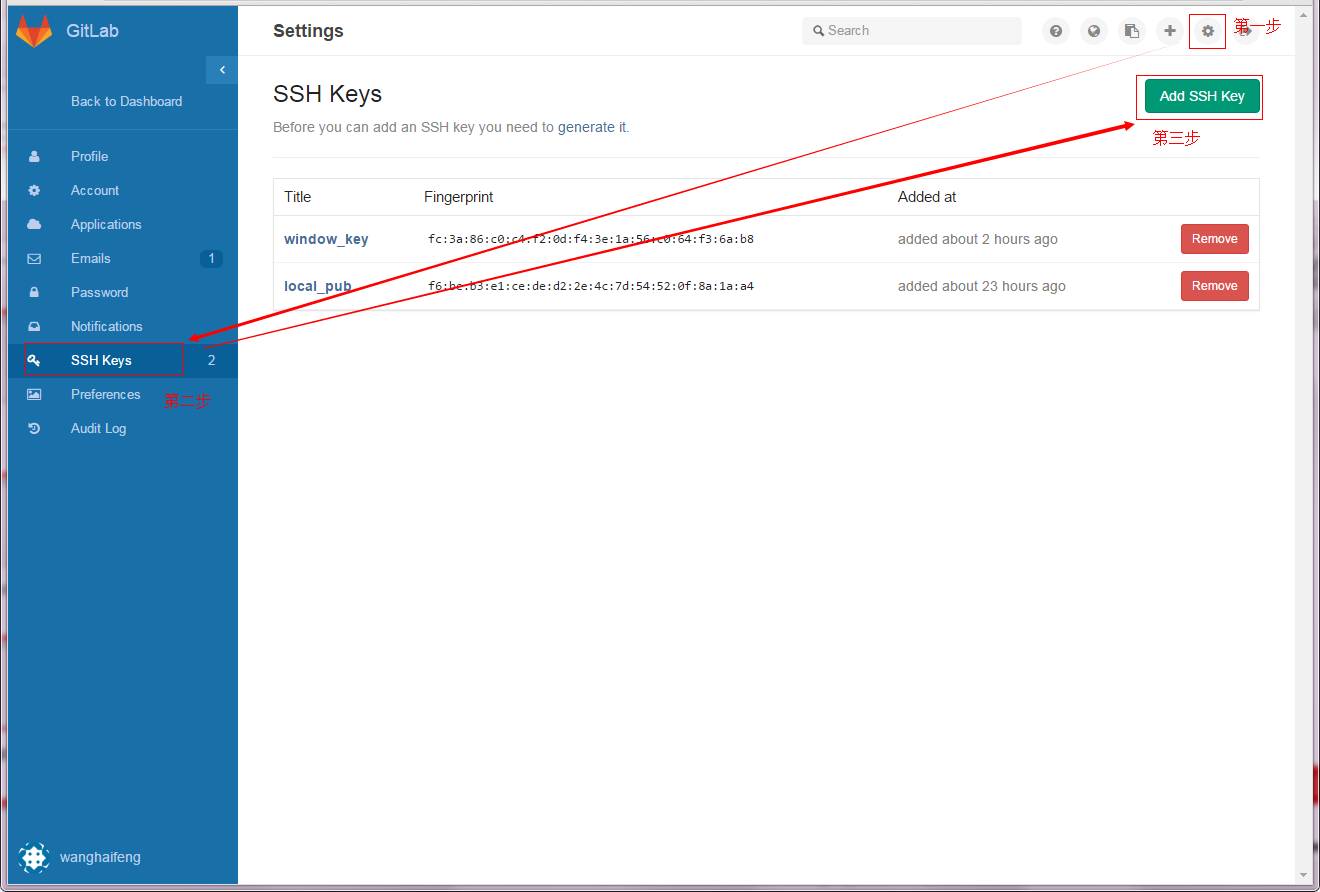 GitLab
Settings
Search
第一步
Back to Dashboard
SSH Keys
Add SSH Key
Before you can add an SSH key you need to generate it.
第三步
Profile
Account
Applications
Emails 1
Password
Notifications
SSH Keys 2
Preferences
第二步
Audit Log
Title Fingerprint Added at
window_key fc:3a:86:c0:c4:f2:0d:f4:3e:1a:56:c0:64:f3:6a:b8 added about 2 hours ago Remove
local_pub f6:be:b3:e1:ce:de:d2:2e:4c:7d:54:52:0f:8a:1a:a4 added about 23 hours ago Remove
wanghaifeng